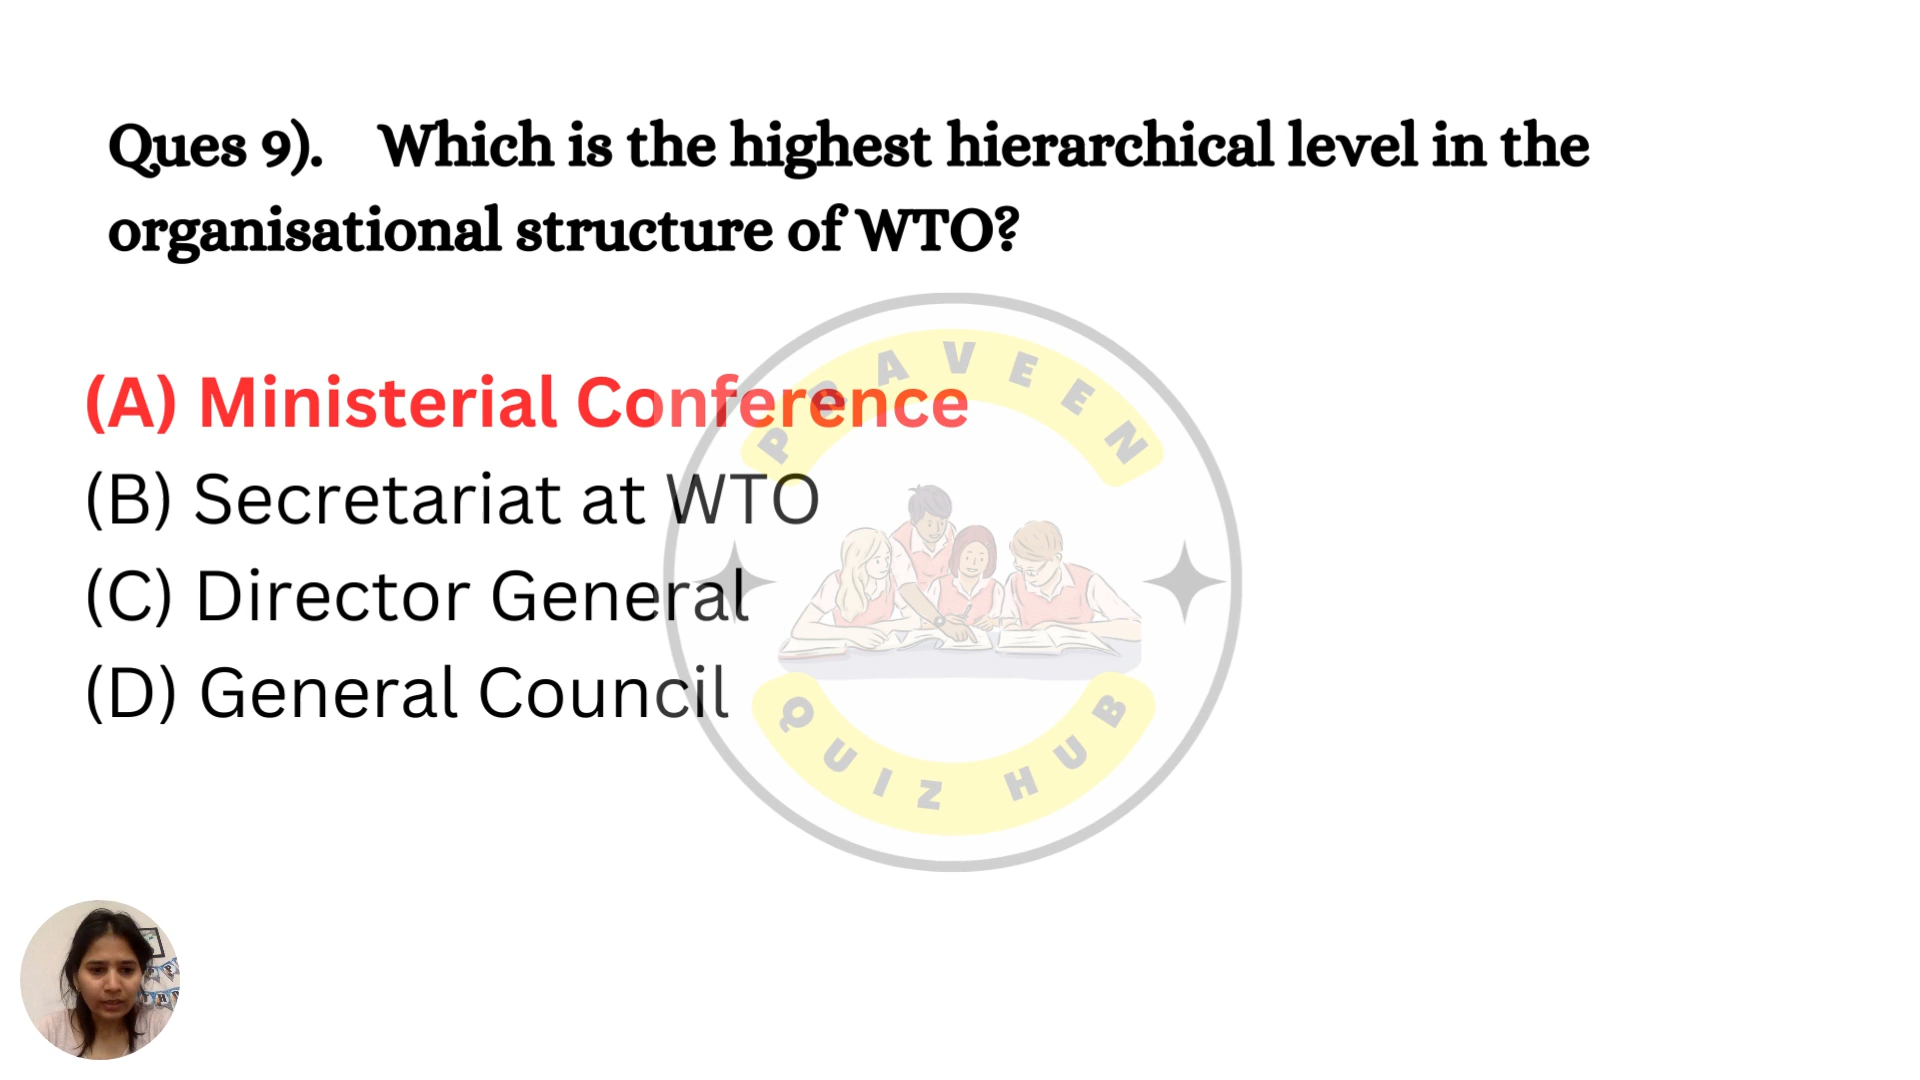 Ques 9). Which is the highest hierarchical level in the
organisational structure of WTO?
(A) Ministerial Conference
(B) Secretariat at WTO
(C) Director General
(D) General Council
PRAVEEN
QUIZ HUB